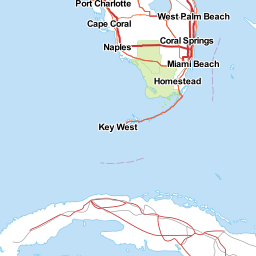 Port Charlotte
West Palm Beach
Cape Coral
Coral Springs
Naples
Miami Beach
Homestead
Key West